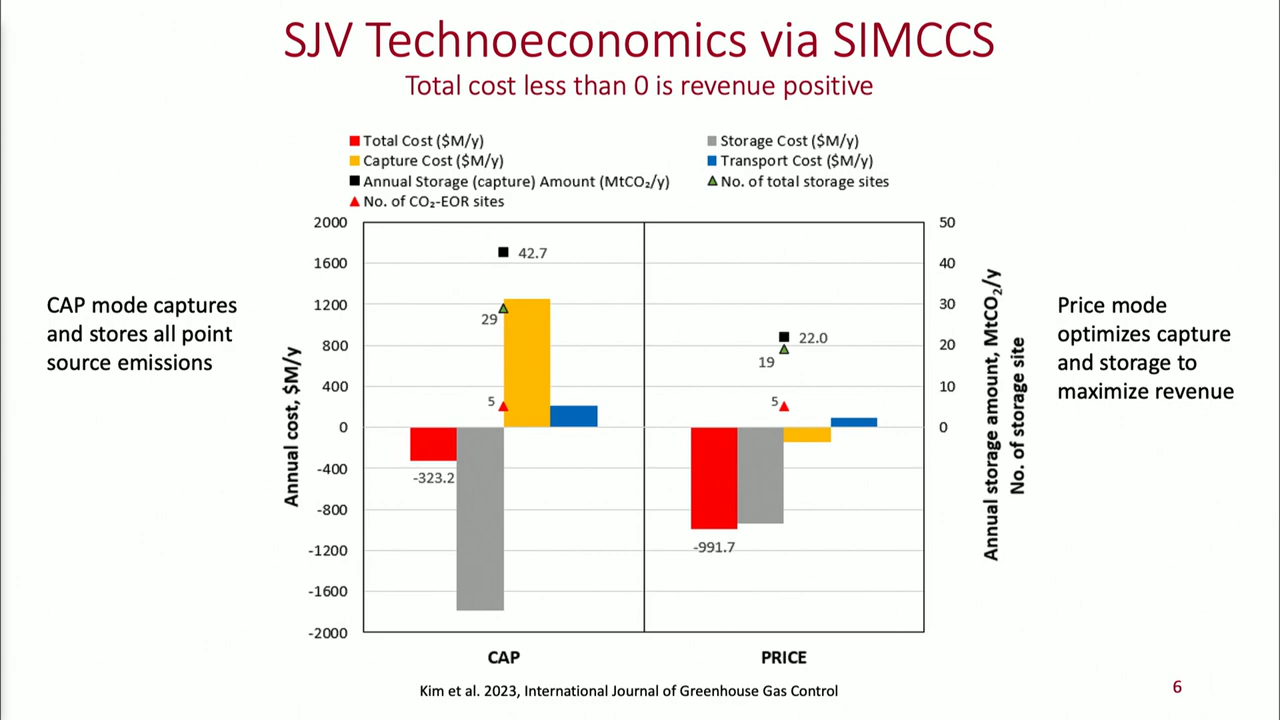 SJV Technoeconomics via SIMCCS
Total cost less than 0 is revenue positive
Total Cost ($M/y)
Storage Cost ($M/y)
Capture Cost ($M/y)
Transport Cost ($M/y)
Annual Storage (capture) Amount (MtCO₂/y)
No. of total storage sites
No. of CO₂-EOR sites
CAP mode captures
and stores all point
source emissions
Annual cost, $M/y
2000
1600
1200
800
400
0
-400
-800
-1200
-1600
-2000
42.7
29
5
-323.2
22.0
19
5
-991.7
50
40
30
20
10
0
Annual storage amount, MtCO₂/y
No. of storage site
Price mode
optimizes capture
and storage to
maximize revenue
CAP
PRICE
Kim et al. 2023, International Journal of Greenhouse Gas Control
6